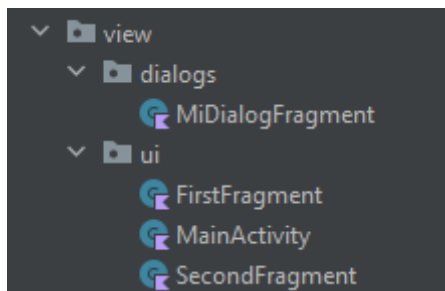 view
dialogs
MiDialogFragment
ui
FirstFragment
MainActivity
SecondFragment